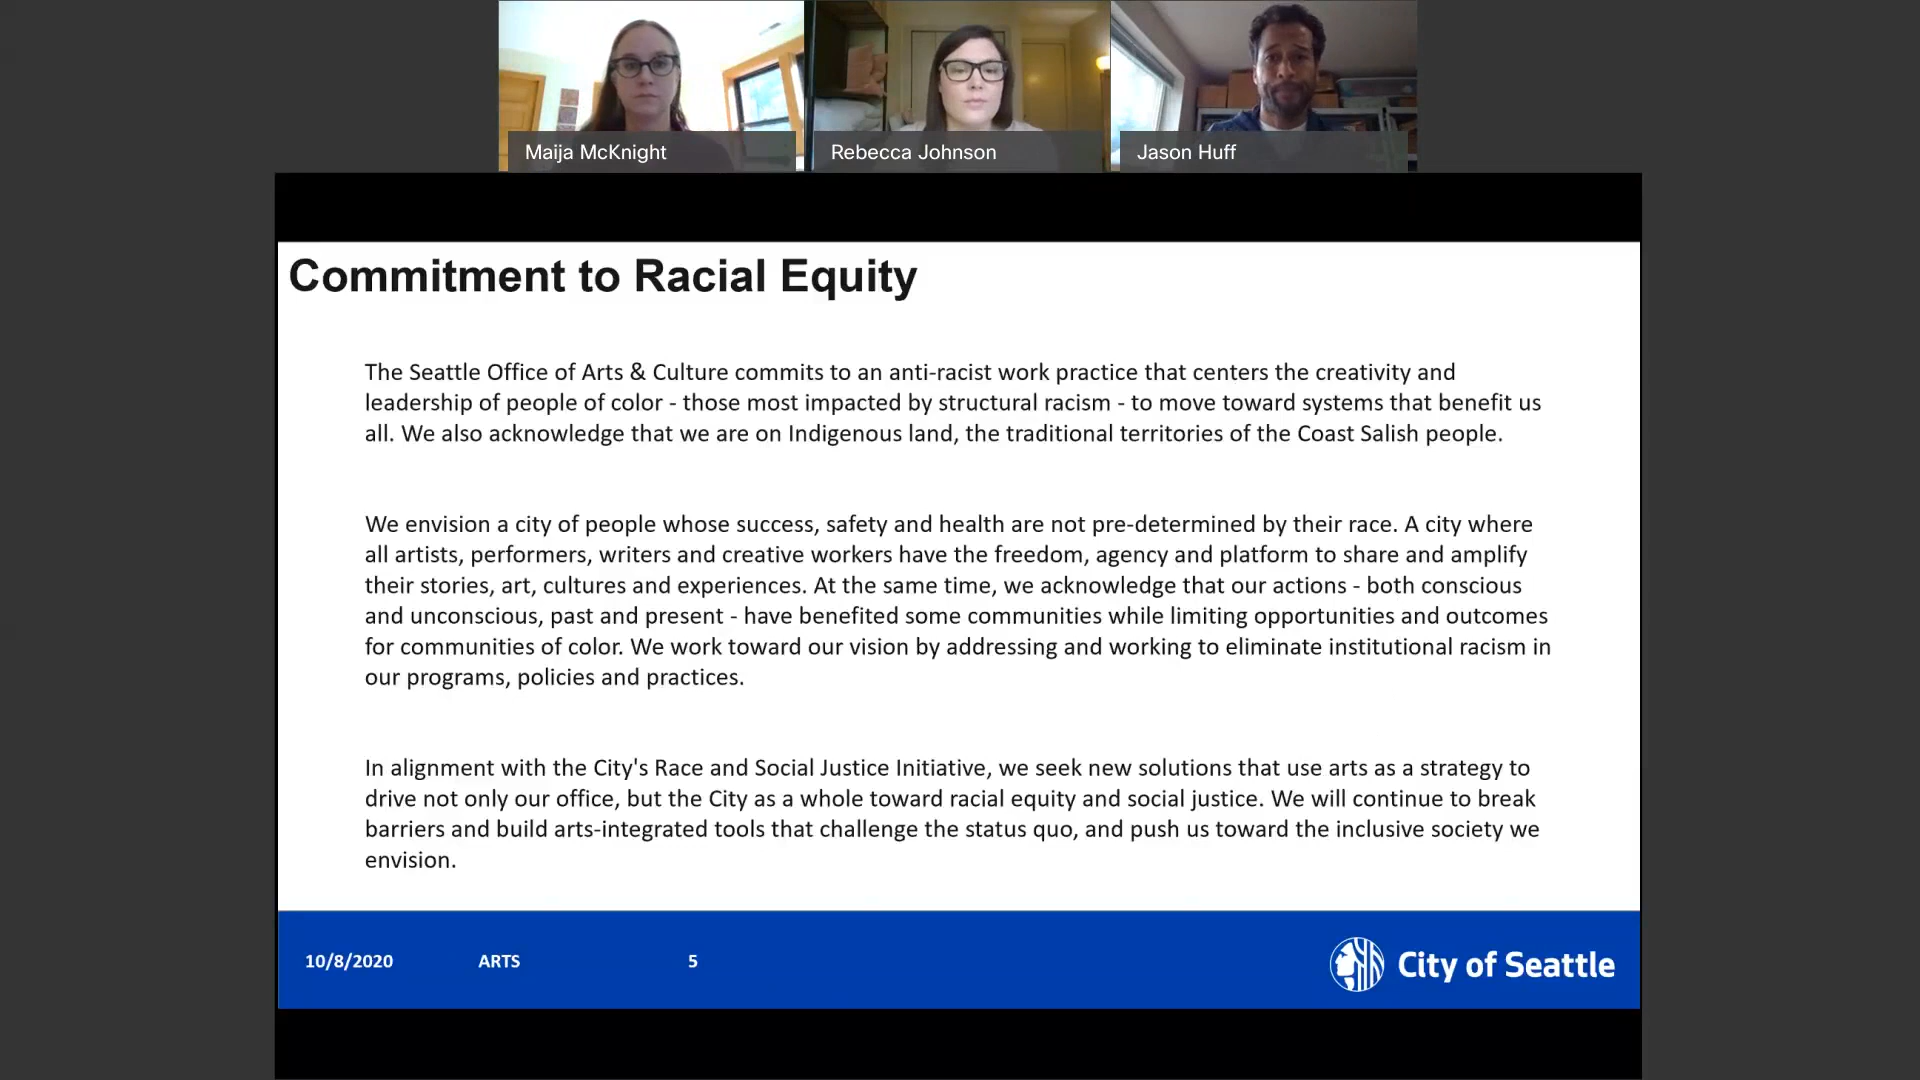 Maija McKnight
Rebecca Johnson
Jason Huff
Commitment to Racial Equity
The Seattle Office of Arts & Culture commits to an anti-racist work practice that centers the creativity and
leadership of people of color - those most impacted by structural racism - to move toward systems that benefit us
all. We also acknowledge that we are on Indigenous land, the traditional territories of the Coast Salish people.
We envision a city of people whose success, safety and health are not pre-determined by their race. A city where
all artists, performers, writers and creative workers have the freedom, agency and platform to share and amplify
their stories, art, cultures and experiences. At the same time, we acknowledge that our actions - both conscious
and unconscious, past and present - have benefited some communities while limiting opportunities and outcomes
for communities of color. We work toward our vision by addressing and working to eliminate institutional racism in
our programs, policies and practices.
In alignment with the City's Race and Social Justice Initiative, we seek new solutions that use arts as a strategy to
drive not only our office, but the City as a whole toward racial equity and social justice. We will continue to break
barriers and build arts-integrated tools that challenge the status quo, and push us toward the inclusive society we
envision.
10/8/2020 ARTS 5 City of Seattle